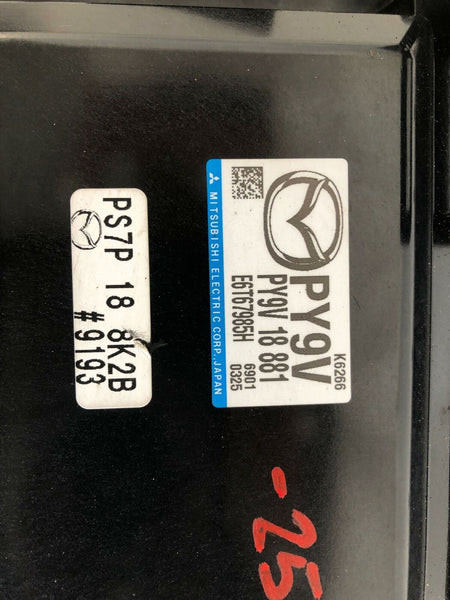 PS7P 18 8K2B
#9193
K6266
PY9V
PY9V 18 881
E6T67985H
6901
0325
MITSUBISHI ELECTRIC CORP., JAPAN
-25